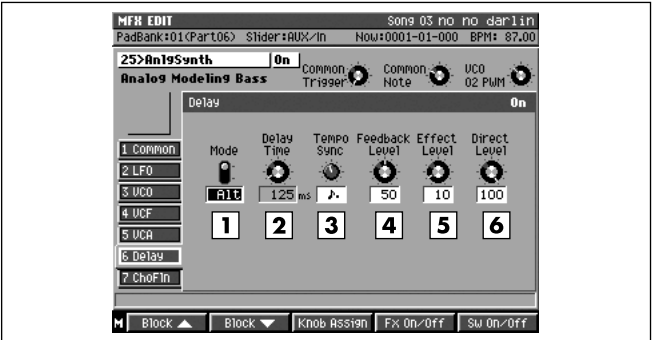 MFX EDIT Song 03 no no darlin
PadBank:01(Part06) Slider:AUX/In Now:0001-01-000 BPM: 87.00
25>AnlgSynth On
Analog Modeling Bass
Common Trigger
Common Note
VCO 02 PWM
Delay On
1 Common
2 LFO
3 VCO
4 VCF
5 VCA
6 Delay
7 ChoFln
Mode
Delay Time
Tempo Sync
Feedback Level
Effect Level
Direct Level
Alt 125 ms ♪. 50 10 100
1 2 3 4 5 6
M Block ▲ Block ▼ Knob Assign FX On/Off SW On/Off